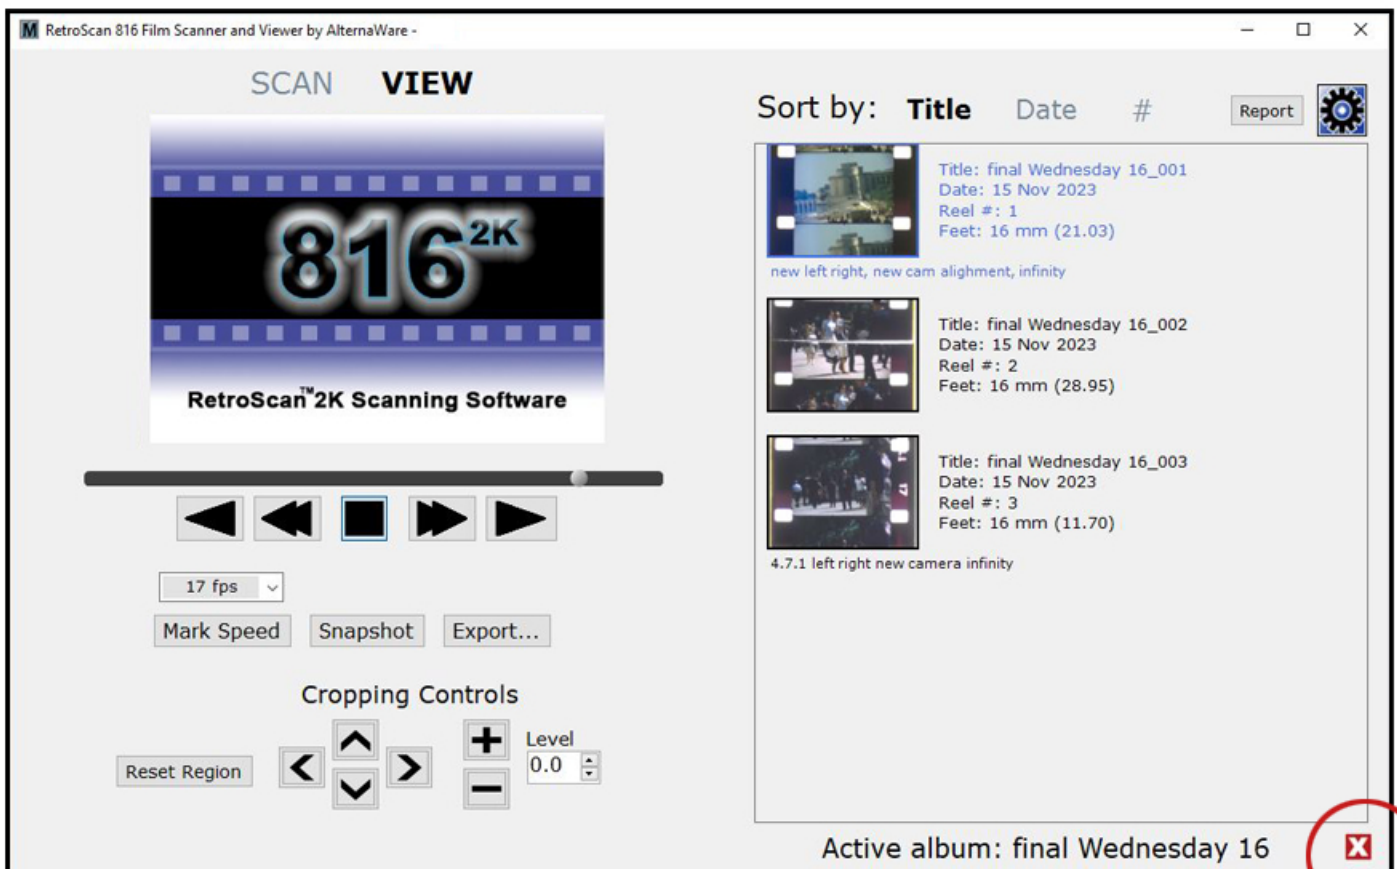 RetroScan 816 Film Scanner and Viewer by AlternaWare -
SCAN VIEW
816 2K
RetroScan™2K Scanning Software
17 fps
Mark Speed Snapshot Export...
Cropping Controls
Reset Region
Level
0.0
Sort by: Title Date # Report
Title: final Wednesday 16_001
Date: 15 Nov 2023
Reel #: 1
Feet: 16 mm (21.03)
new left right, new cam alighment, infinity
Title: final Wednesday 16_002
Date: 15 Nov 2023
Reel #: 2
Feet: 16 mm (28.95)
Title: final Wednesday 16_003
Date: 15 Nov 2023
Reel #: 3
Feet: 16 mm (11.70)
4.7.1 left right new camera infinity
Active album: final Wednesday 16